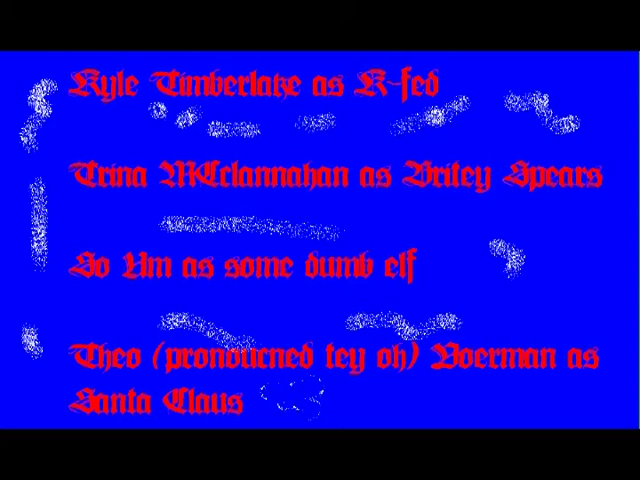 Kyle Timberlake as K-fed
Trina MCclannahan as Britey Spears
So Um as some dumb elf
Theo (pronoucned tey oh) Boerman as
Santa Claus